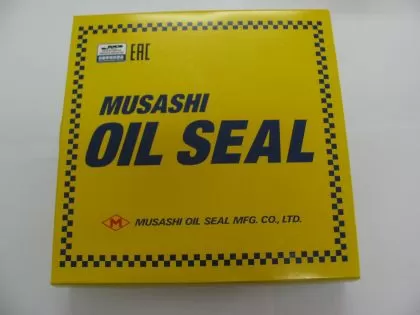 EAC
MUSASHI
OIL SEAL
M MUSASHI OIL SEAL MFG. CO., LTD.